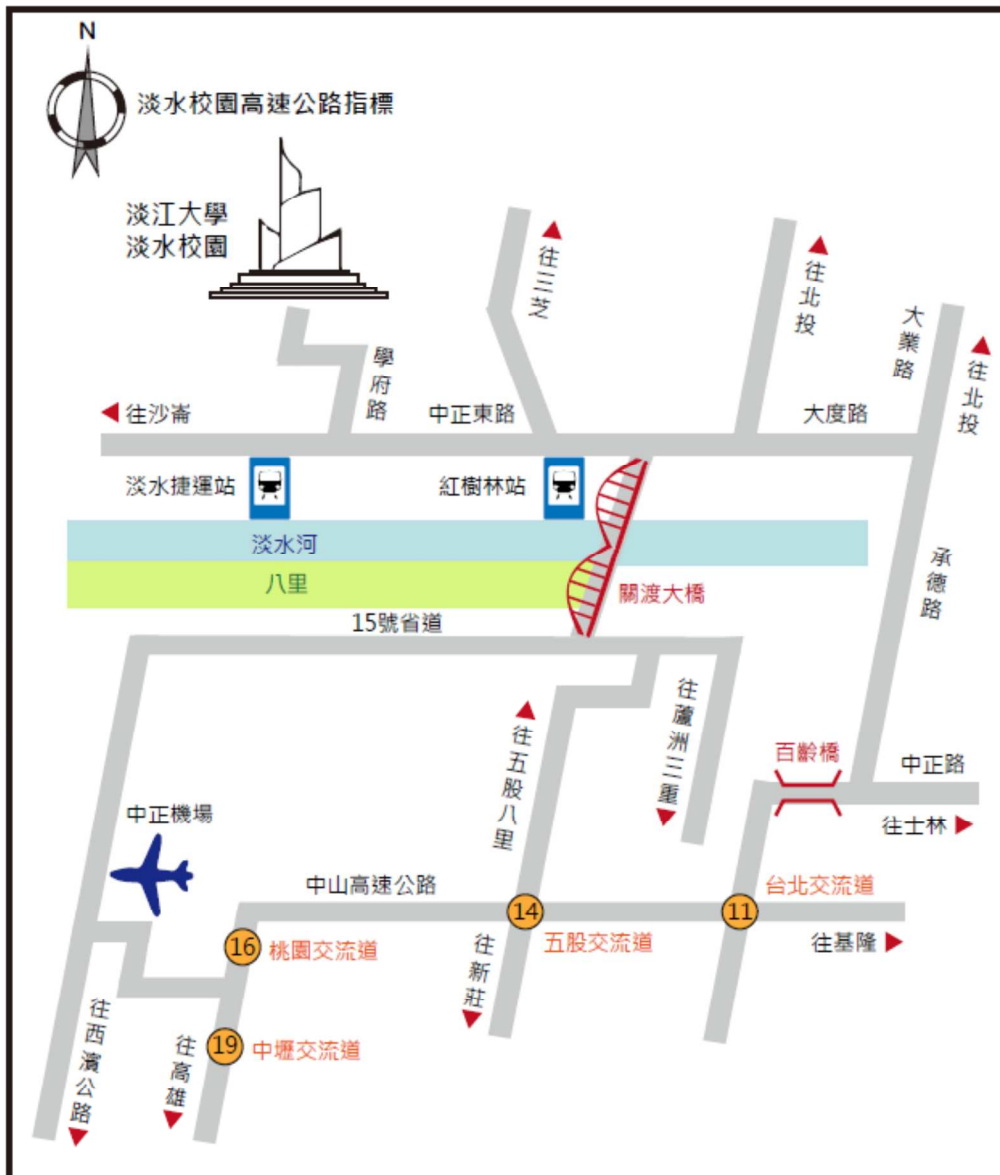 N
淡水校園高速公路指標
淡江大學
淡水校園
往三芝
往北投
大業路
往北投
學府路
往沙崙
中正東路
大度路
淡水捷運站
紅樹林站
淡水河
八里
關渡大橋
承德路
15號省道
往蘆洲三重
往五股八里
百齡橋
中正路
往士林
中正機場
中山高速公路
台北交流道
14
11
五股交流道
往基隆
16
桃園交流道
往新莊
19
中壢交流道
往西濱公路
往高雄